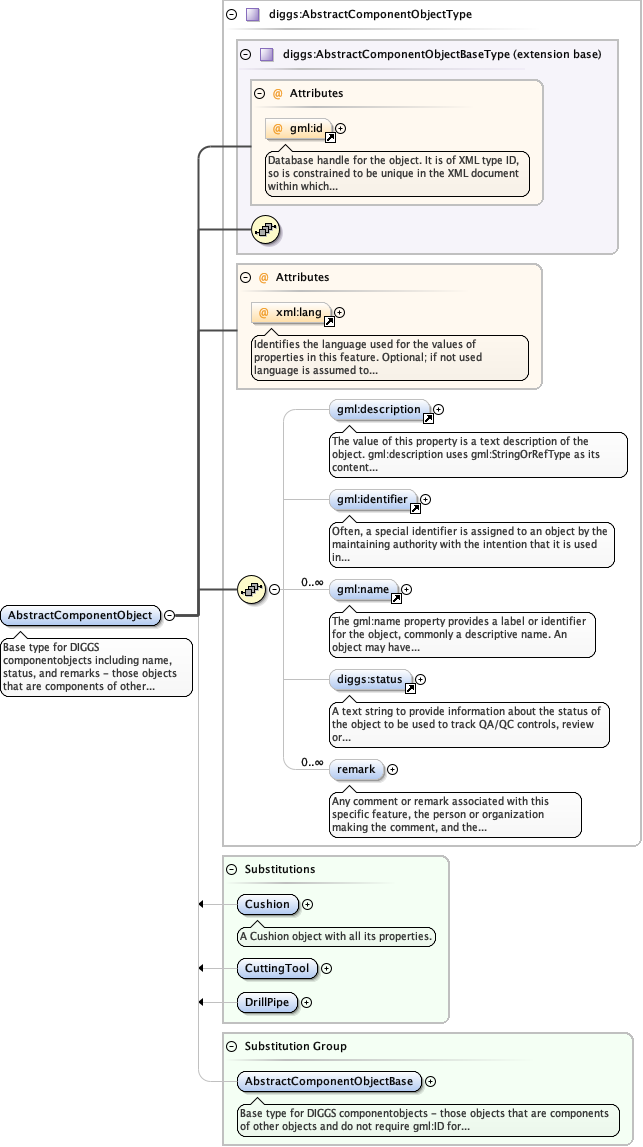 diggs:AbstractComponentObjectType
diggs:AbstractComponentObjectBaseType (extension base)
@ Attributes
@ gml:id
Database handle for the object. It is of XML type ID,
so is constrained to be unique in the XML document
within which...
@ Attributes
@ xml:lang
Identifies the language used for the values of
properties in this feature. Optional; if not used
language is assumed to...
gml:description
The value of this property is a text description of the
object. gml:description uses gml:StringOrRefType as its
content...
gml:identifier
Often, a special identifier is assigned to an object by the
maintaining authority with the intention that it is used
in...
0..∞
gml:name
The gml:name property provides a label or identifier
for the object, commonly a descriptive name. An
object may have...
AbstractComponentObject
Base type for DIGGS
componentobjects including name,
status, and remarks - those objects
that are components of other...
diggs:status
A text string to provide information about the status of
the object to be used to track QA/QC controls, review
or...
0..∞
remark
Any comment or remark associated with this
specific feature, the person or organization
making the comment, and the...
Substitutions
Cushion
A Cushion object with all its properties.
CuttingTool
DrillPipe
Substitution Group
AbstractComponentObjectBase
Base type for DIGGS componentobjects - those objects that are components
of other objects and do not require gml:ID for...